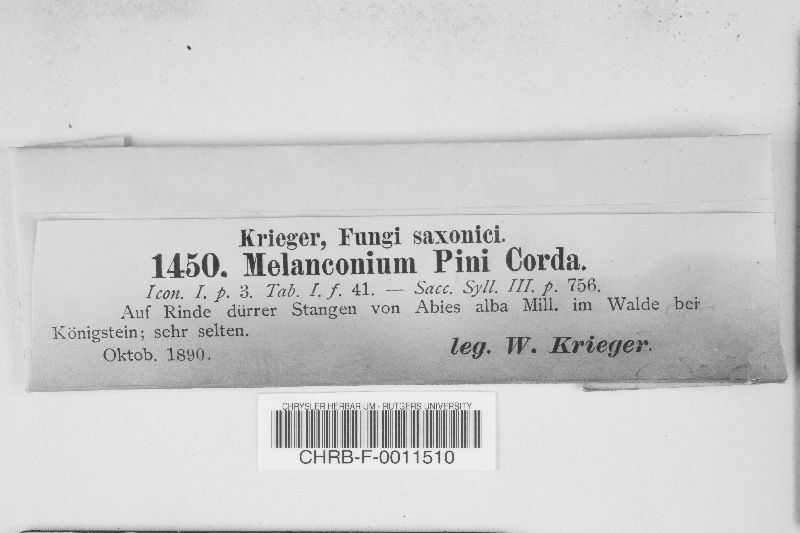 Krieger, Fungi saxonici.
1450. Melanconium Pini Corda.
Icon. I. p. 3. Tab. I. f. 41. — Sacc. Syll. III. p. 756.
Auf Rinde dürrer Stangen von Abies alba Mill. im Walde bei
Königstein; sehr selten.
Oktob. 1890.
leg. W. Krieger.
CHRYSLER HERBARIUM - RUTGERS UNIVERSITY
CHRB-F-0011510